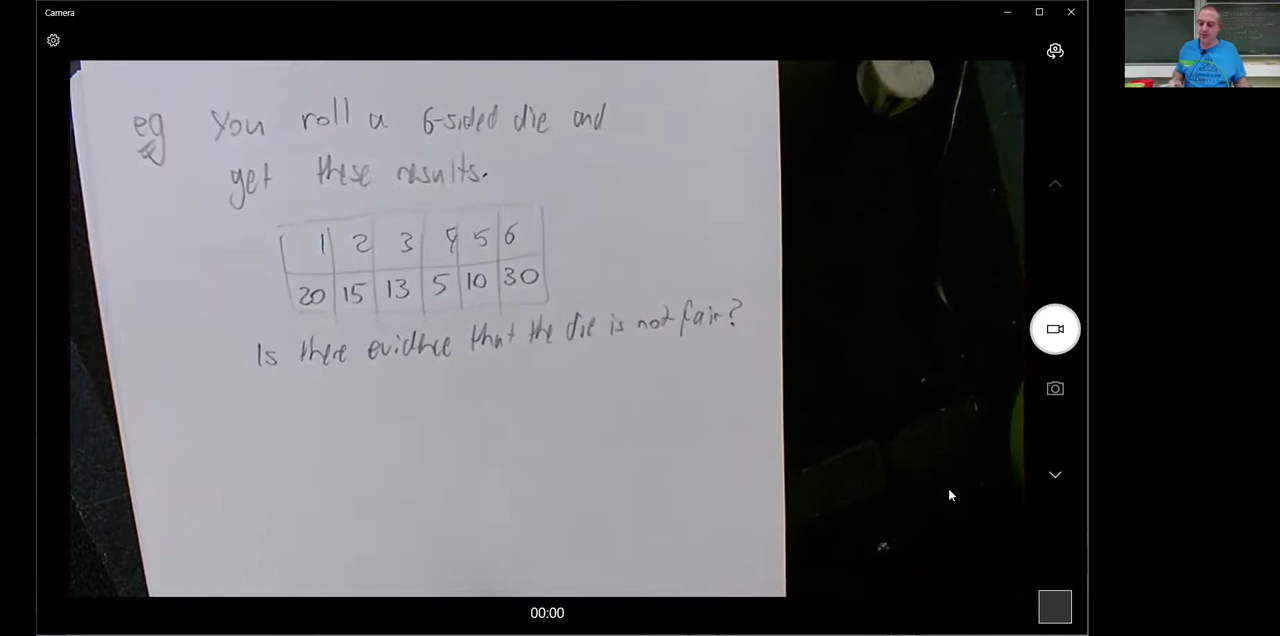 Camera
eg You roll a 6-sided die and
get these results.
1 2 3 4 5 6
20 15 13 5 10 30
Is there evidence that the die is not fair?
00:00